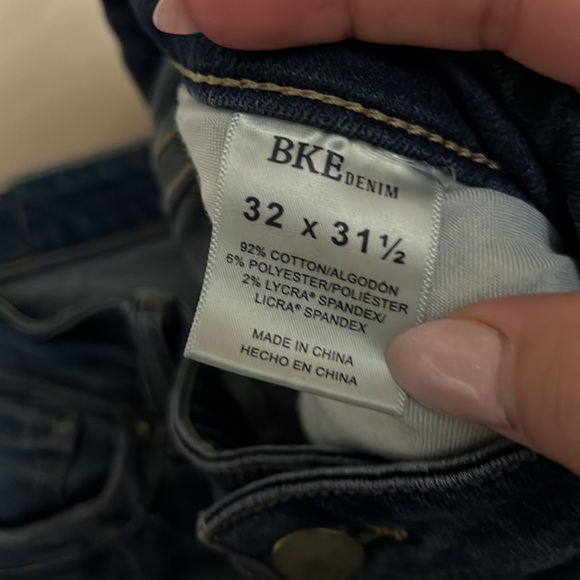 BKE DENIM
32 x 31½
92% COTTON/ALGODÓN
6% POLYESTER/POLIÉSTER
2% LYCRA® SPANDEX/
LICRA® SPANDEX
MADE IN CHINA
HECHO EN CHINA